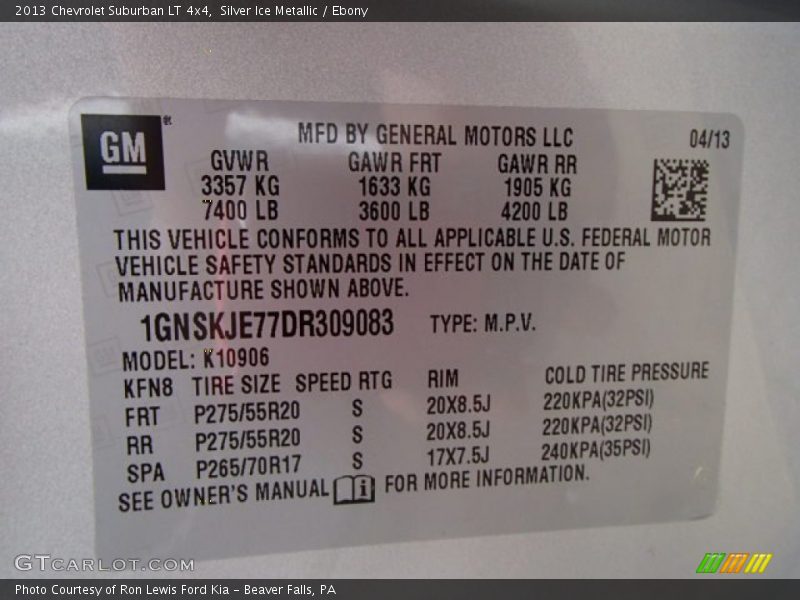 2013 Chevrolet Suburban LT 4x4, Silver Ice Metallic / Ebony
GM®
MFD BY GENERAL MOTORS LLC 04/13
GVWR GAWR FRT GAWR RR
3357 KG 1633 KG 1905 KG
7400 LB 3600 LB 4200 LB
THIS VEHICLE CONFORMS TO ALL APPLICABLE U.S. FEDERAL MOTOR
VEHICLE SAFETY STANDARDS IN EFFECT ON THE DATE OF
MANUFACTURE SHOWN ABOVE.
1GNSKJE77DR309083 TYPE: M.P.V.
MODEL: K10906
KFN8 TIRE SIZE SPEED RTG RIM COLD TIRE PRESSURE
FRT P275/55R20 S 20X8.5J 220KPA(32PSI)
RR P275/55R20 S 20X8.5J 220KPA(32PSI)
SPA P265/70R17 S 17X7.5J 240KPA(35PSI)
SEE OWNER'S MANUAL i FOR MORE INFORMATION.
GTCARLOT.COM
Photo Courtesy of Ron Lewis Ford Kia - Beaver Falls, PA